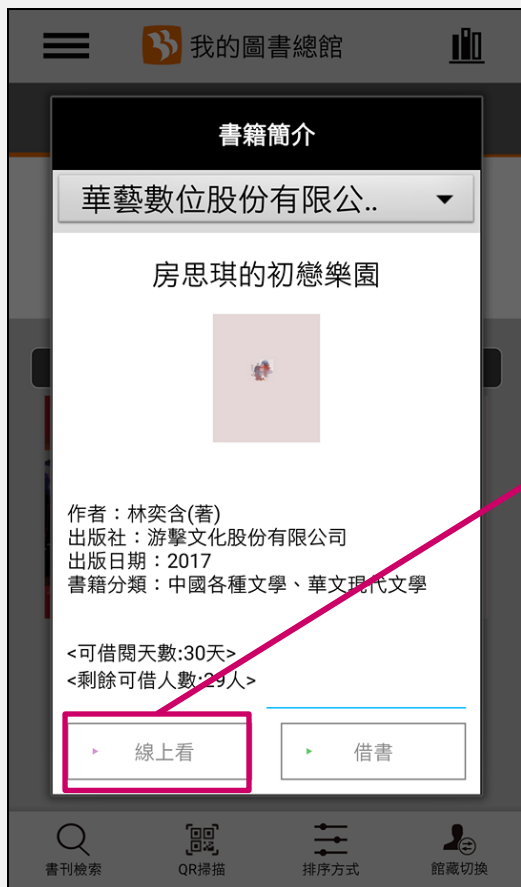 我的圖書總館
書籍簡介
華藝數位股份有限公..
房思琪的初戀樂園
作者：林奕含(著)
出版社：游擊文化股份有限公司
出版日期：2017
書籍分類：中國各種文學、華文現代文學
<可借閱天數:30天>
<剩餘可借人數:29人>
線上看
借書
書刊檢索
QR掃描
排序方式
館藏切換